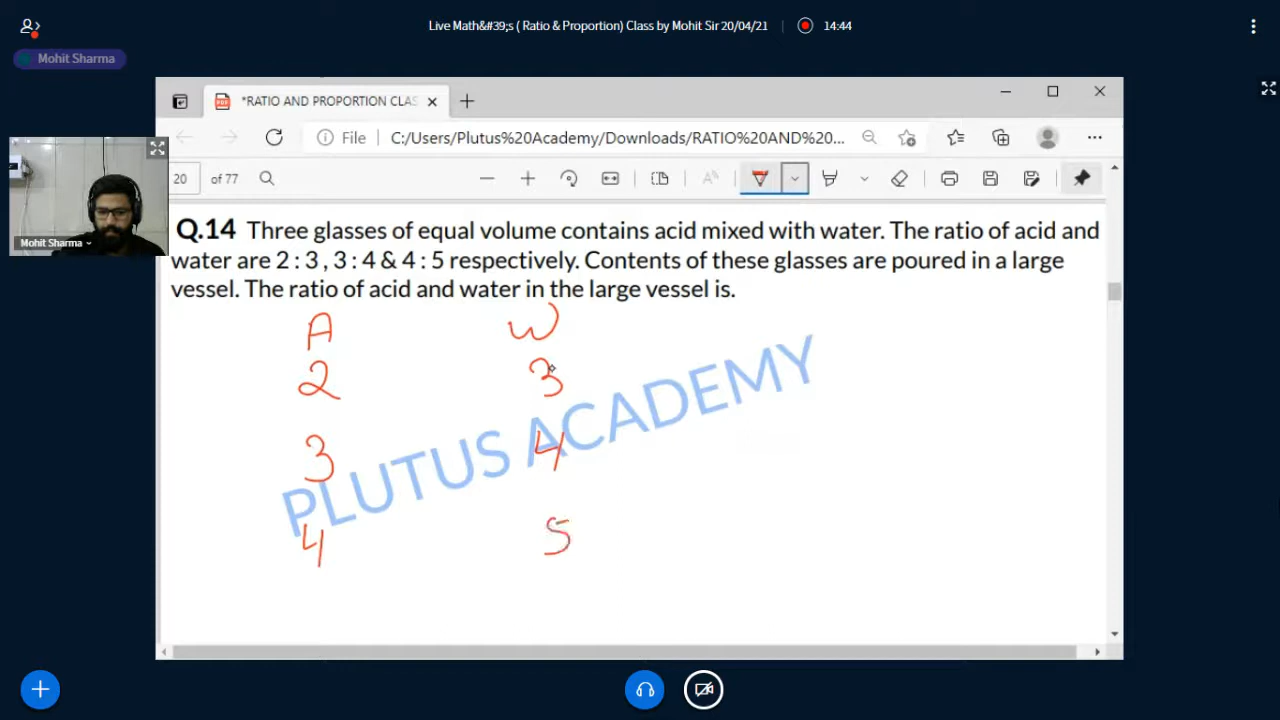 Live Math&#39;s ( Ratio & Proportion) Class by Mohit Sir 20/04/21 14:44
Mohit Sharma
*RATIO AND PROPORTION CLAS
File C:/Users/Plutus%20Academy/Downloads/RATIO%20AND%20...
20 of 77
Mohit Sharma
Q.14 Three glasses of equal volume contains acid mixed with water. The ratio of acid and
water are 2 : 3 , 3 : 4 & 4 : 5 respectively. Contents of these glasses are poured in a large
vessel. The ratio of acid and water in the large vessel is.
A W
2 3
3 4
4 5
PLUTUS ACADEMY